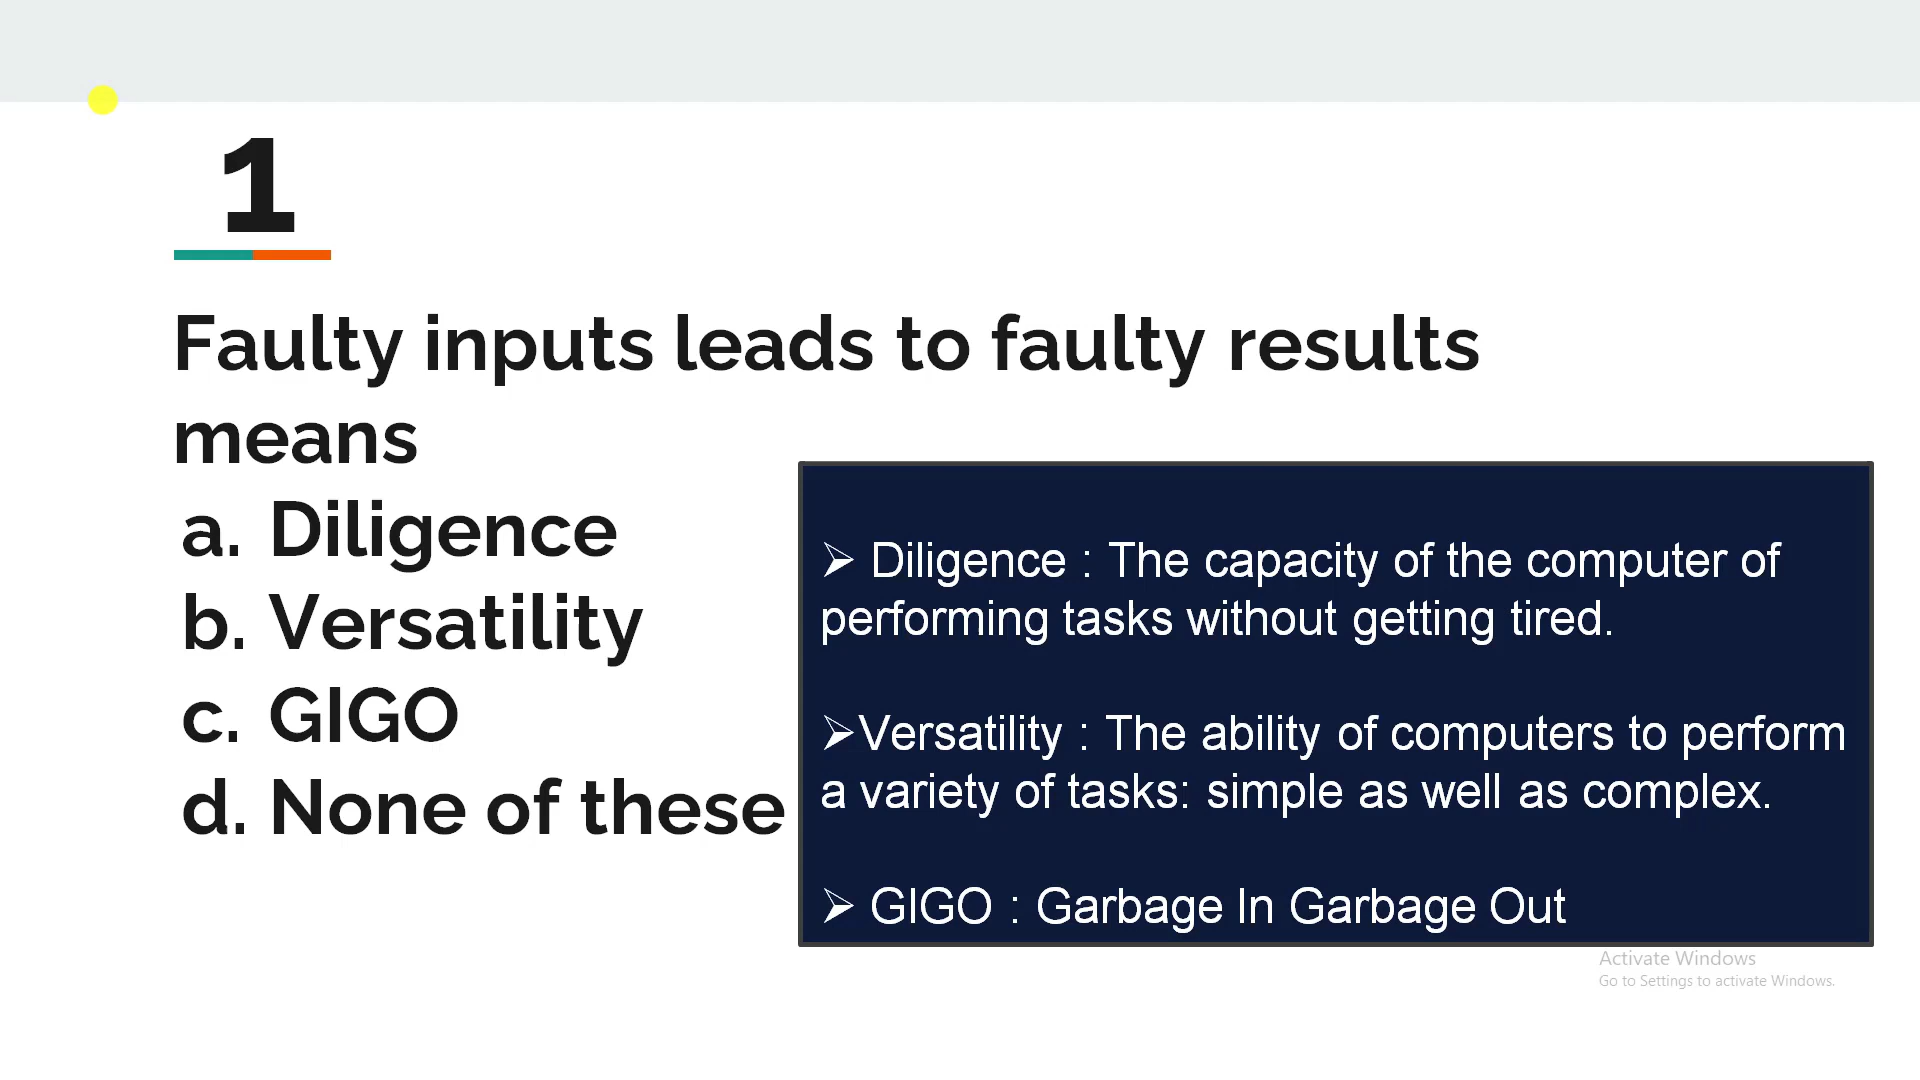 1
Faulty inputs leads to faulty results
means
a. Diligence
b. Versatility
c. GIGO
d. None of these
➢ Diligence : The capacity of the computer of
performing tasks without getting tired.
➢Versatility : The ability of computers to perform
a variety of tasks: simple as well as complex.
➢ GIGO : Garbage In Garbage Out
Activate Windows
Go to Settings to activate Windows.